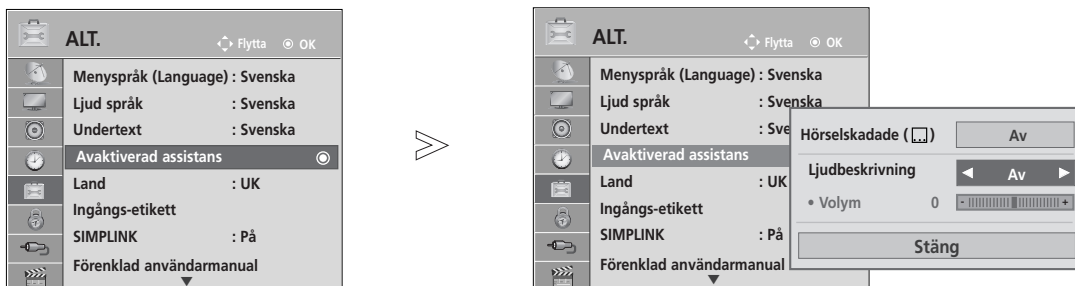 ALT. Flytta OK
Menyspråk (Language) : Svenska
Ljud språk : Svenska
Undertext : Svenska
Avaktiverad assistans
Land : UK
Ingångs-etikett
SIMPLINK : På
Förenklad användarmanual
ALT. Flytta OK
Menyspråk (Language) : Svenska
Ljud språk : Svenska
Undertext : Sve
Avaktiverad assistans
Land : UK
Ingångs-etikett
SIMPLINK : På
Förenklad användarmanual
Hörselskadade ( ) Av
Ljudbeskrivning Av
• Volym 0 - +
Stäng